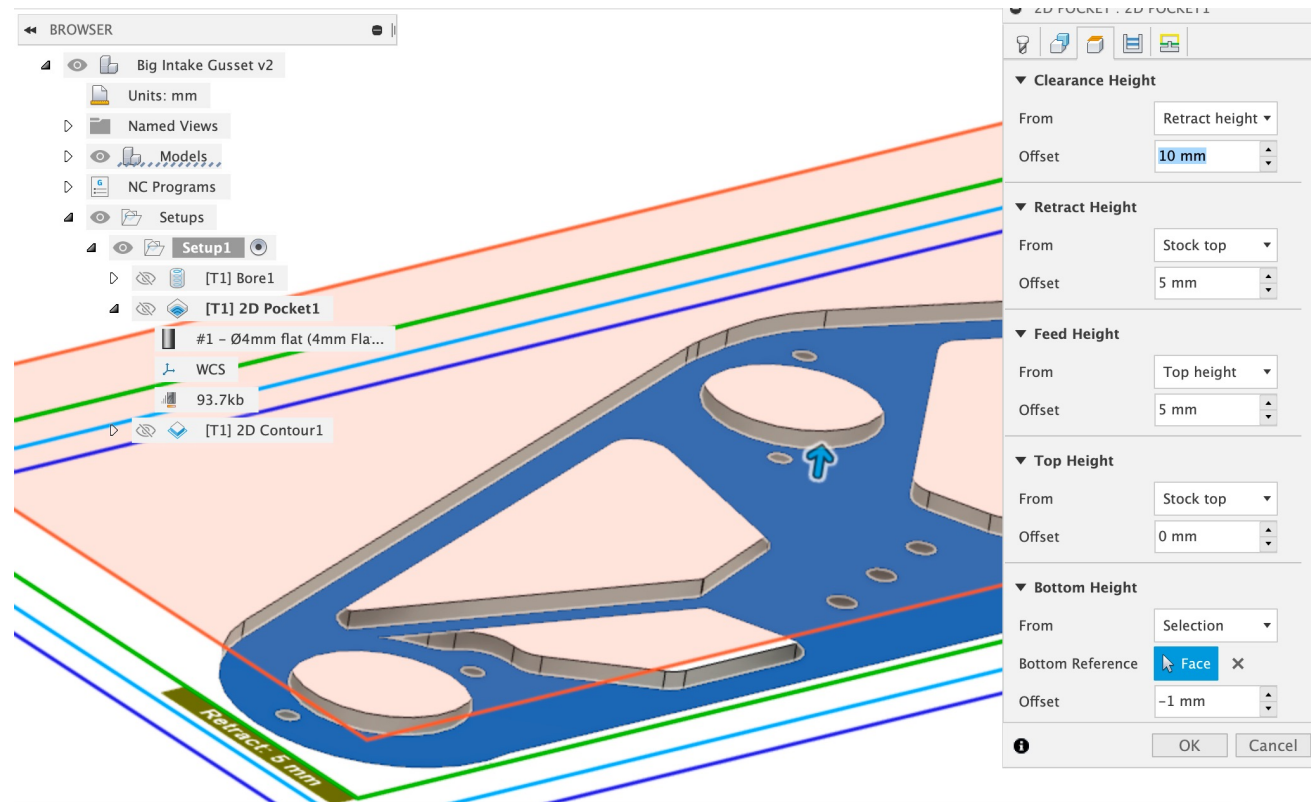 BROWSER
Big Intake Gusset v2
Units: mm
Named Views
Models
NC Programs
Setups
Setup1
[T1] Bore1
[T1] 2D Pocket1
#1 – Ø4mm flat (4mm Fla...
WCS
93.7kb
[T1] 2D Contour1
Retract: 5 mm
2D POCKET : 2D POCKET1
Clearance Height
From Retract height
Offset 10 mm
Retract Height
From Stock top
Offset 5 mm
Feed Height
From Top height
Offset 5 mm
Top Height
From Stock top
Offset 0 mm
Bottom Height
From Selection
Bottom Reference Face
Offset -1 mm
OK Cancel